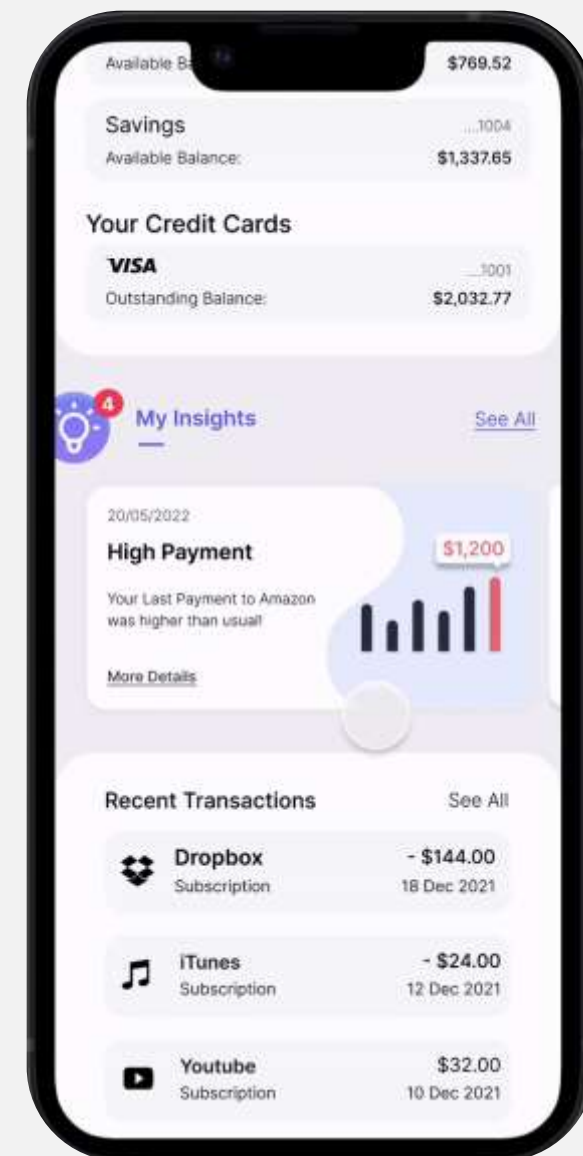 Available Ba
$769.52
Savings
...1004
Available Balance:
$1,337.65
Your Credit Cards
VISA
...1001
Outstanding Balance:
$2,032.77
4
My Insights
See All
20/05/2022
High Payment
$1,200
Your Last Payment to Amazon
was higher than usual!
More Details
Recent Transactions
See All
Dropbox
- $144.00
Subscription
18 Dec 2021
iTunes
- $24.00
Subscription
12 Dec 2021
Youtube
$32.00
Subscription
10 Dec 2021